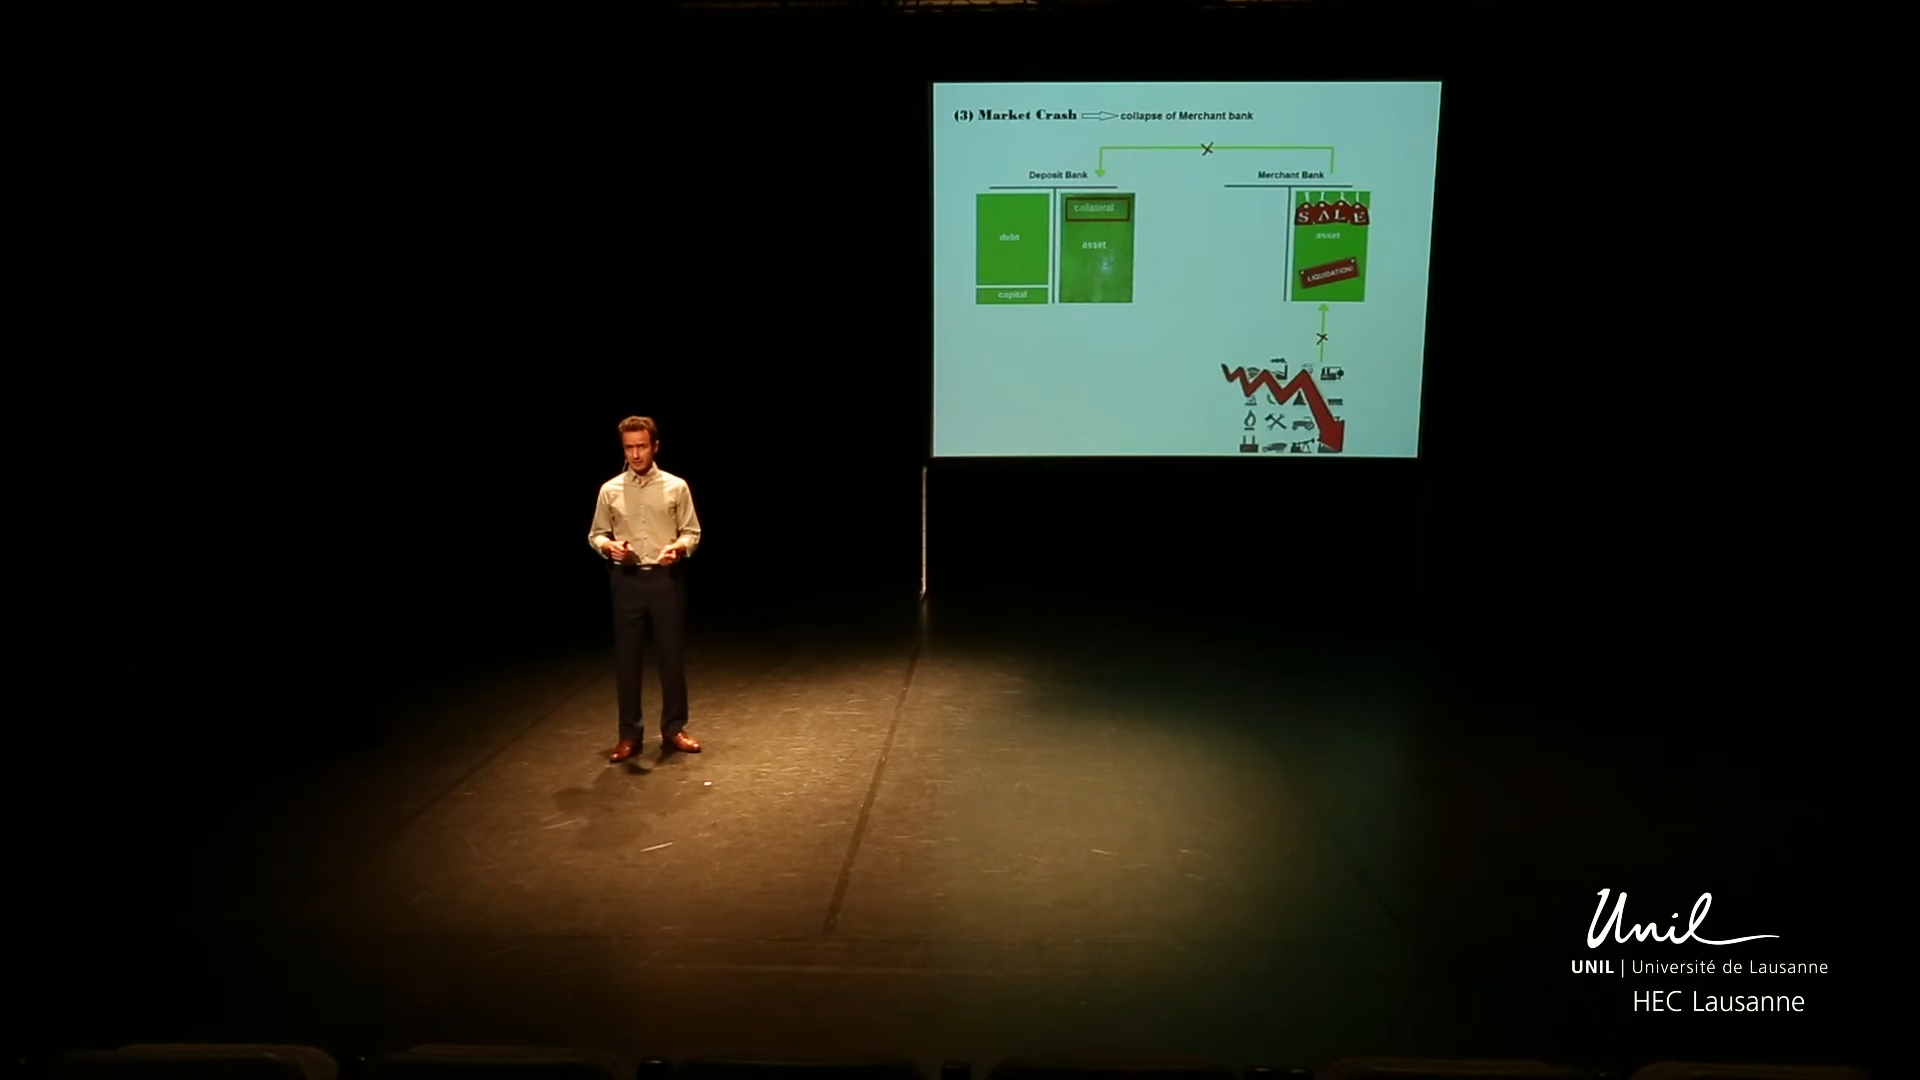 (3) Market Crash collapse of Merchant bank
Deposit Bank
Merchant Bank
debt
capital
collateral
asset
SALE
asset
LIQUIDATION!
Unil
UNIL | Université de Lausanne
HEC Lausanne